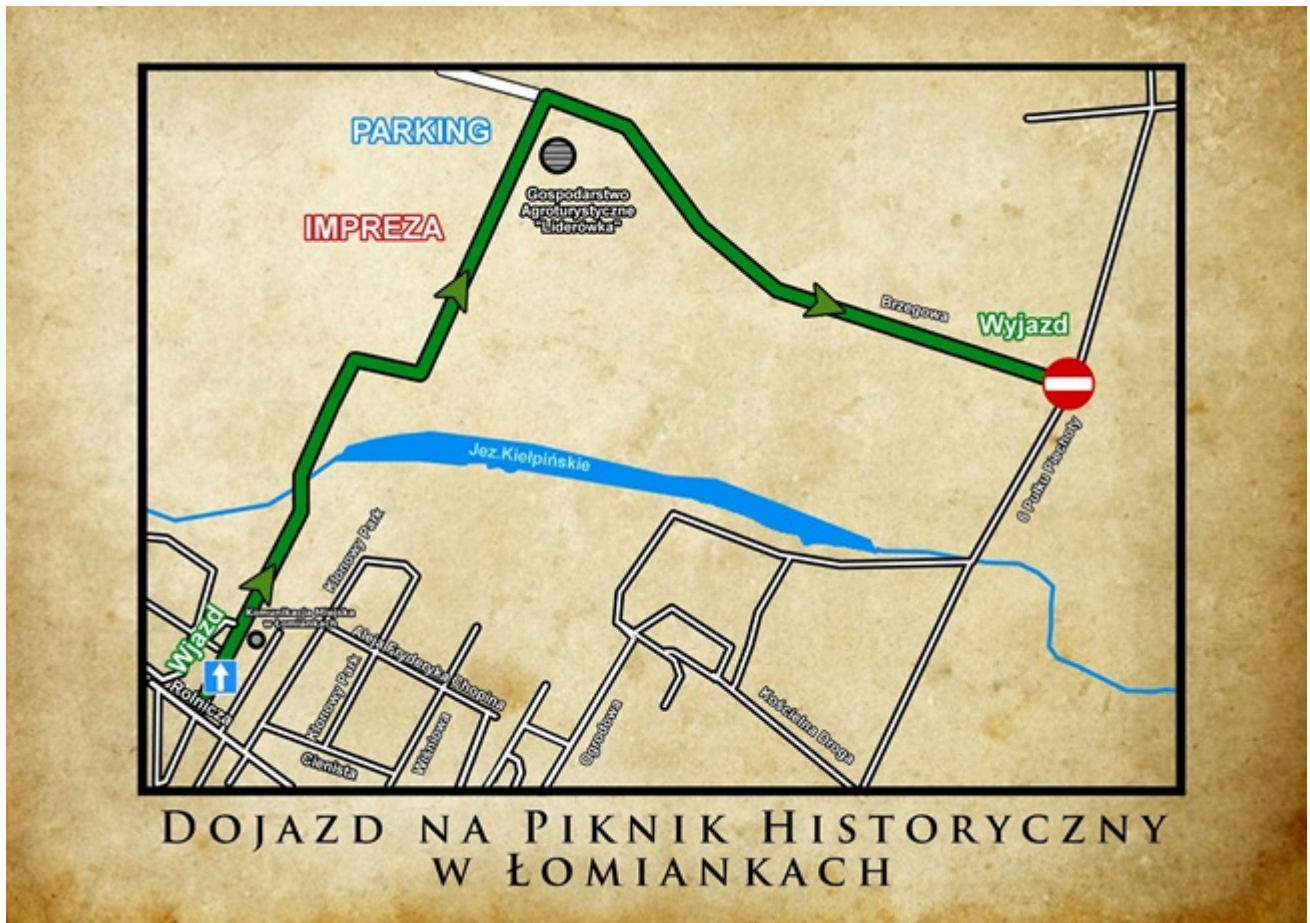 PARKING
Gospodarstwo
Agroturystyczne
"Liderówka"
IMPREZA
Brzegowa
Wyjazd
Jez.Kiełpińskie
6 Pułku Piechoty
Klonowy Park
Komunikacja Miejska
w Łomiankach
Wjazd
Aleja Fryderyka Chopina
Rolnicza
Klonowy Park
Cienista
Wiśniowa
Ogrodowa
Kościelna Droga
DOJAZD NA PIKNIK HISTORYCZNY
W ŁOMIANKACH